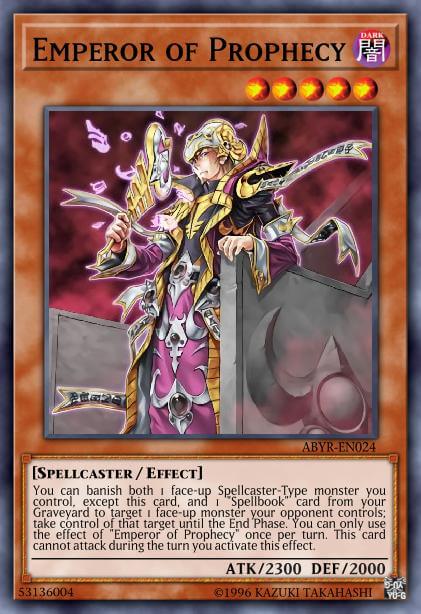 EMPEROR OF PROPHECY
DARK
闇
ABYR-EN024
[SPELLCASTER / EFFECT]
You can banish both 1 face-up Spellcaster-Type monster you
control, except this card, and 1 "Spellbook" card from your
Graveyard to target 1 face-up monster your opponent controls;
take control of that target until the End Phase. You can only use
the effect of "Emperor of Prophecy" once per turn. This card
cannot attack during the turn you activate this effect.
ATK/2300 DEF/2000
53136004
©1996 KAZUKI TAKAHASHI